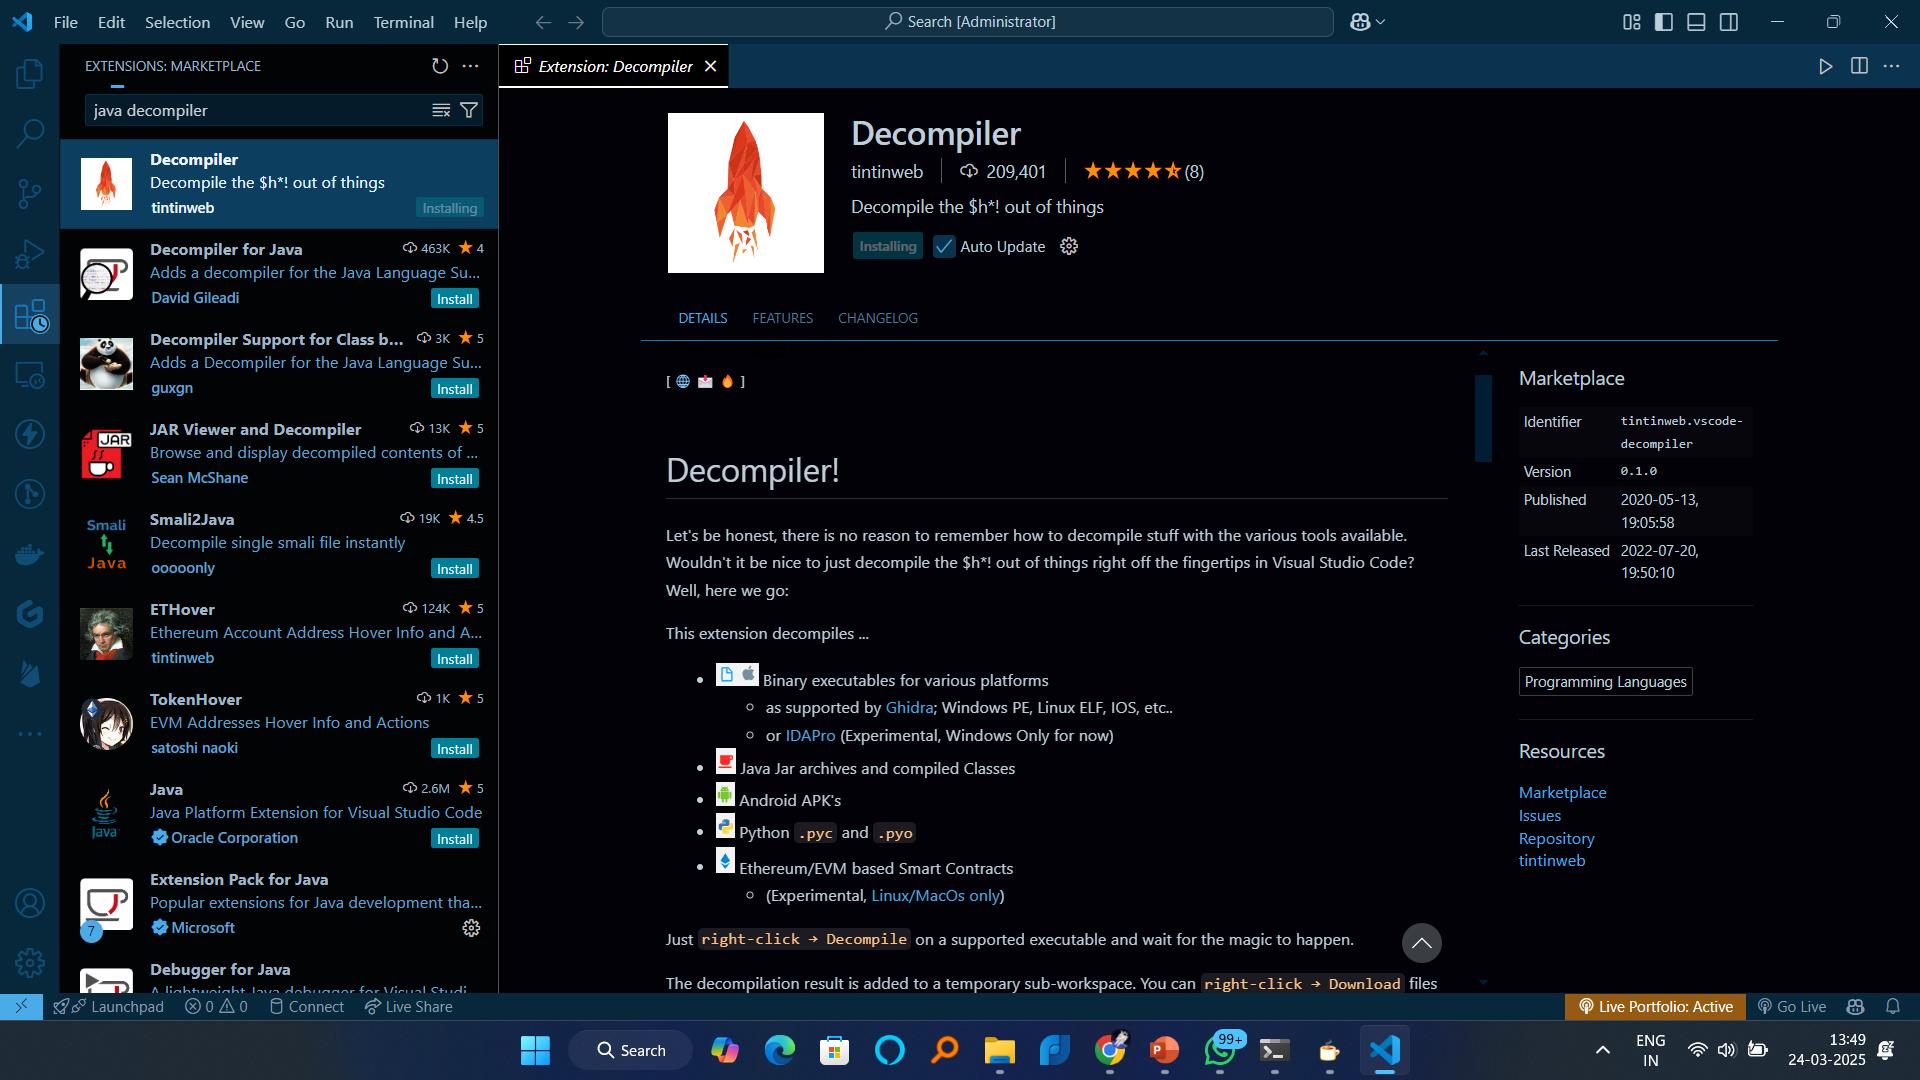 File Edit Selection View Go Run Terminal Help
Search [Administrator]
EXTENSIONS: MARKETPLACE
java decompiler
Decompiler
Decompile the $h*! out of things
tintinweb
Installing
Decompiler for Java 463K 4
Adds a decompiler for the Java Language Su...
David Gileadi
Install
Decompiler Support for Class b... 3K 5
Adds a Decompiler for the Java Language Su...
guxgn
Install
JAR
JAR Viewer and Decompiler 13K 5
Browse and display decompiled contents of ...
Sean McShane
Install
Smali
Java
Smali2Java 19K 4.5
Decompile single smali file instantly
ooooonly
Install
ETHover 124K 5
Ethereum Account Address Hover Info and A...
tintinweb
Install
TokenHover 1K 5
EVM Addresses Hover Info and Actions
satoshi naoki
Install
Java
Java 2.6M 5
Java Platform Extension for Visual Studio Code
Oracle Corporation
Install
Extension Pack for Java
Popular extensions for Java development tha...
7
Microsoft
Debugger for Java
A lightweight Java debugger for Visual Studi...
Extension: Decompiler
Decompiler
tintinweb 209,401 (8)
Decompile the $h*! out of things
Installing Auto Update
DETAILS FEATURES CHANGELOG
[ ]
Decompiler!
Let's be honest, there is no reason to remember how to decompile stuff with the various tools available.
Wouldn't it be nice to just decompile the $h*! out of things right off the fingertips in Visual Studio Code?
Well, here we go:
This extension decompiles ...
Binary executables for various platforms
as supported by Ghidra; Windows PE, Linux ELF, IOS, etc..
or IDAPro (Experimental, Windows Only for now)
Java Jar archives and compiled Classes
Android APK's
Python .pyc and .pyo
Ethereum/EVM based Smart Contracts
(Experimental, Linux/MacOs only)
Just right-click → Decompile on a supported executable and wait for the magic to happen.
The decompilation result is added to a temporary sub-workspace. You can right-click → Download files
Marketplace
Identifier tintinweb.vscode-
decompiler
Version 0.1.0
Published 2020-05-13,
19:05:58
Last Released 2022-07-20,
19:50:10
Categories
Programming Languages
Resources
Marketplace
Issues
Repository
tintinweb
Launchpad 0 0 Connect Live Share
Live Portfolio: Active Go Live
Search
99+
ENG
IN
13:49
24-03-2025